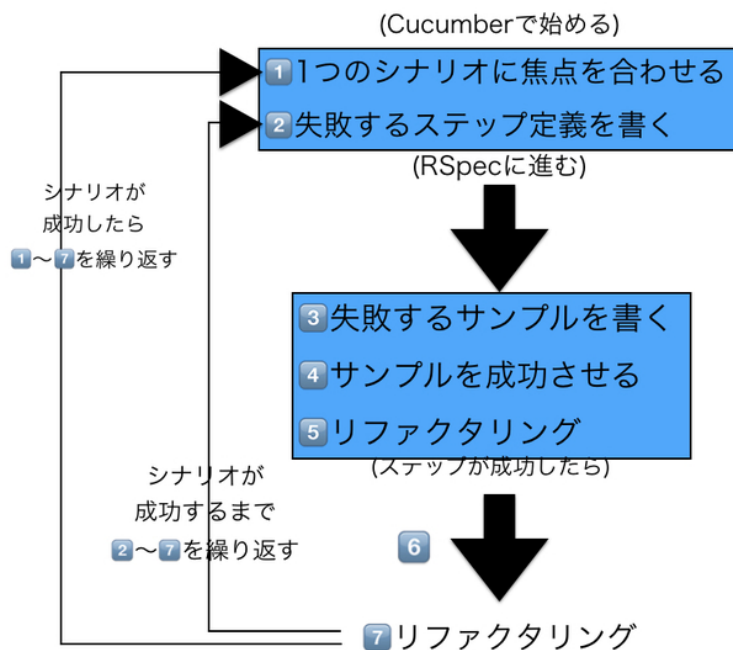 (Cucumberで始める)
1️⃣1つのシナリオに焦点を合わせる
2️⃣失敗するステップ定義を書く
(RSpecに進む)
シナリオが
成功したら
1️⃣〜7️⃣を繰り返す
3️⃣失敗するサンプルを書く
4️⃣サンプルを成功させる
5️⃣リファクタリング
(ステップが成功したら)
シナリオが
成功するまで
2️⃣〜7️⃣を繰り返す
6️⃣
7️⃣リファクタリング